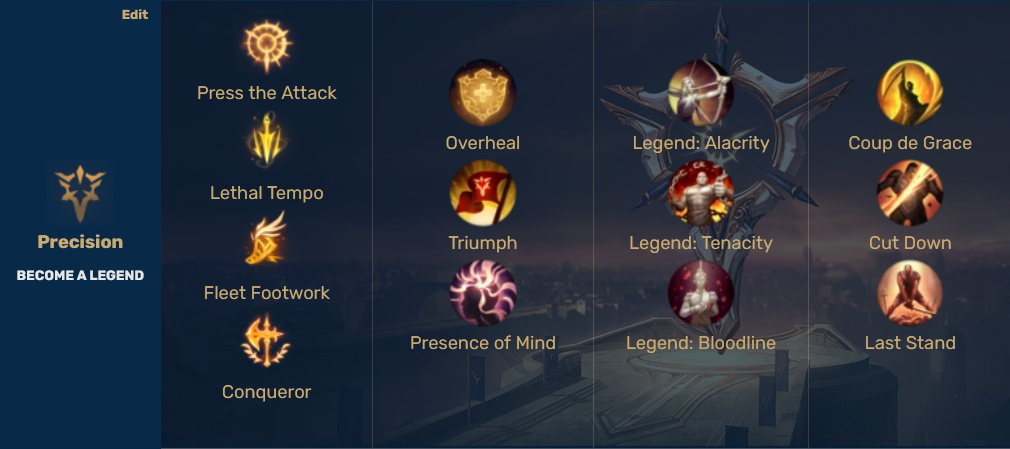 Edit
Precision
BECOME A LEGEND
Press the Attack
Lethal Tempo
Fleet Footwork
Conqueror
Overheal
Triumph
Presence of Mind
Legend: Alacrity
Legend: Tenacity
Legend: Bloodline
Coup de Grace
Cut Down
Last Stand